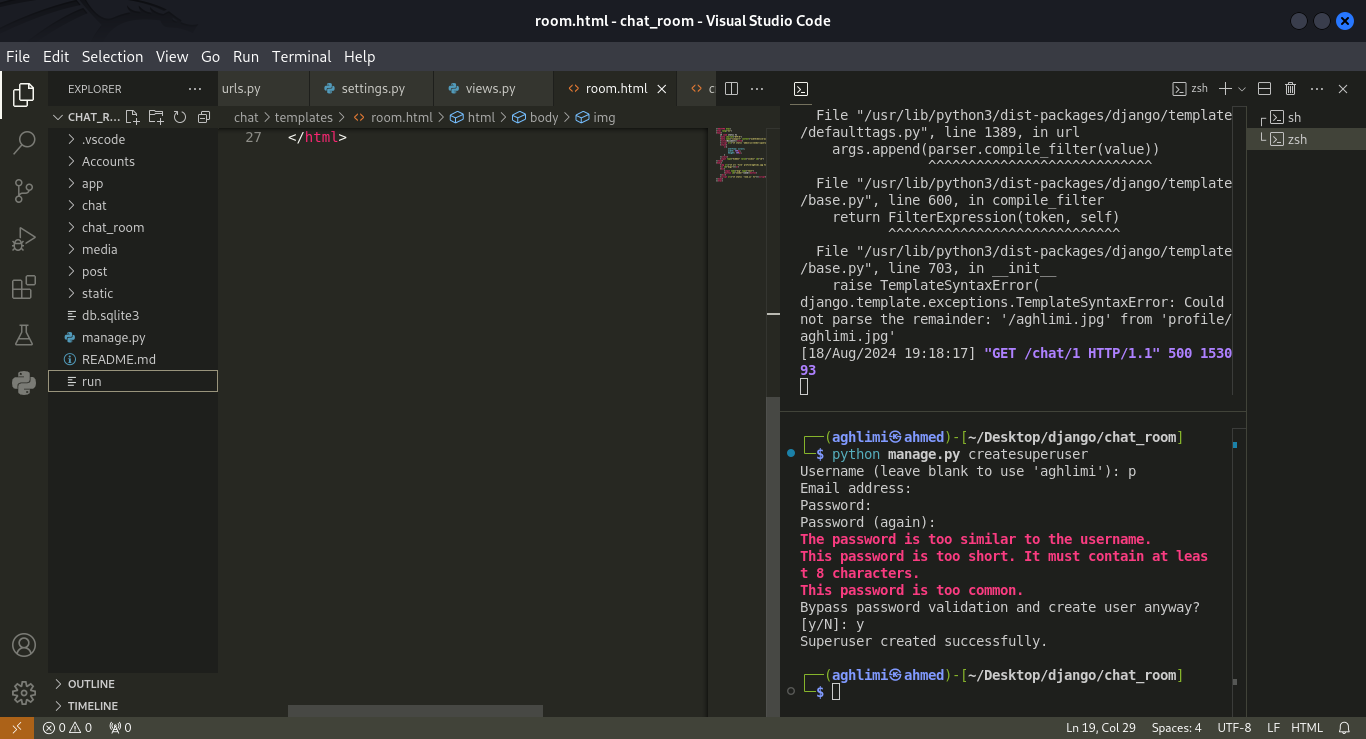 room.html - chat_room - Visual Studio Code
File Edit Selection View Go Run Terminal Help
EXPLORER
urls.py
settings.py
views.py
room.html
c
zsh
CHAT_R...
chat > templates > room.html > html > body > img
.vscode
Accounts
app
chat
chat_room
media
post
static
db.sqlite3
manage.py
README.md
run
OUTLINE
TIMELINE
27 </html>
File "/usr/lib/python3/dist-packages/django/template
/defaulttags.py", line 1389, in url
args.append(parser.compile_filter(value))
^^^^^^^^^^^^^^^^^^^^^^^^^^^^
File "/usr/lib/python3/dist-packages/django/template
/base.py", line 600, in compile_filter
return FilterExpression(token, self)
^^^^^^^^^^^^^^^^^^^^^^^^^^^^^
File "/usr/lib/python3/dist-packages/django/template
/base.py", line 703, in __init__
raise TemplateSyntaxError(
django.template.exceptions.TemplateSyntaxError: Could
not parse the remainder: '/aghlimi.jpg' from 'profile/
aghlimi.jpg'
[18/Aug/2024 19:18:17] "GET /chat/1 HTTP/1.1" 500 1530
93
┌──(aghlimi㉿ahmed)-[~/Desktop/django/chat_room]
└─$ python manage.py createsuperuser
Username (leave blank to use 'aghlimi'): p
Email address:
Password:
Password (again):
The password is too similar to the username.
This password is too short. It must contain at leas
t 8 characters.
This password is too common.
Bypass password validation and create user anyway?
[y/N]: y
Superuser created successfully.
┌──(aghlimi㉿ahmed)-[~/Desktop/django/chat_room]
└─$
sh
zsh
0 0 0
Ln 19, Col 29 Spaces: 4 UTF-8 LF HTML